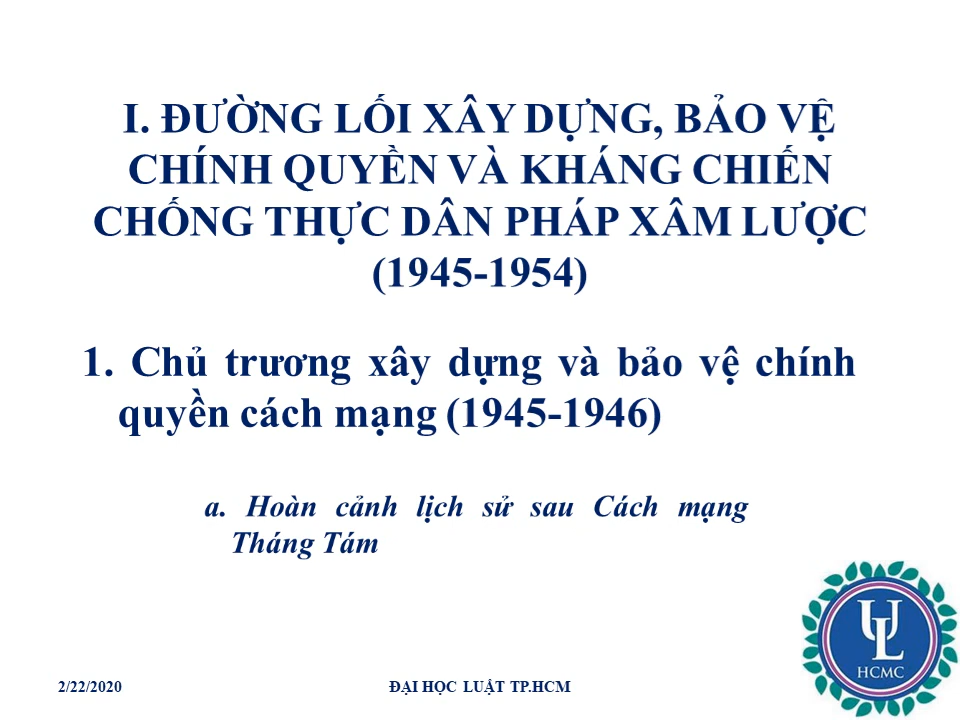 I. ĐƯỜNG LỐI XÂY DỰNG, BẢO VỆ
CHÍNH QUYỀN VÀ KHÁNG CHIẾN
CHỐNG THỰC DÂN PHÁP XÂM LƯỢC
(1945-1954)
1. Chủ trương xây dựng và bảo vệ chính
quyền cách mạng (1945-1946)
a. Hoàn cảnh lịch sử sau Cách mạng
Tháng Tám
UL
HCMC
2/22/2020
ĐẠI HỌC LUẬT TP.HCM